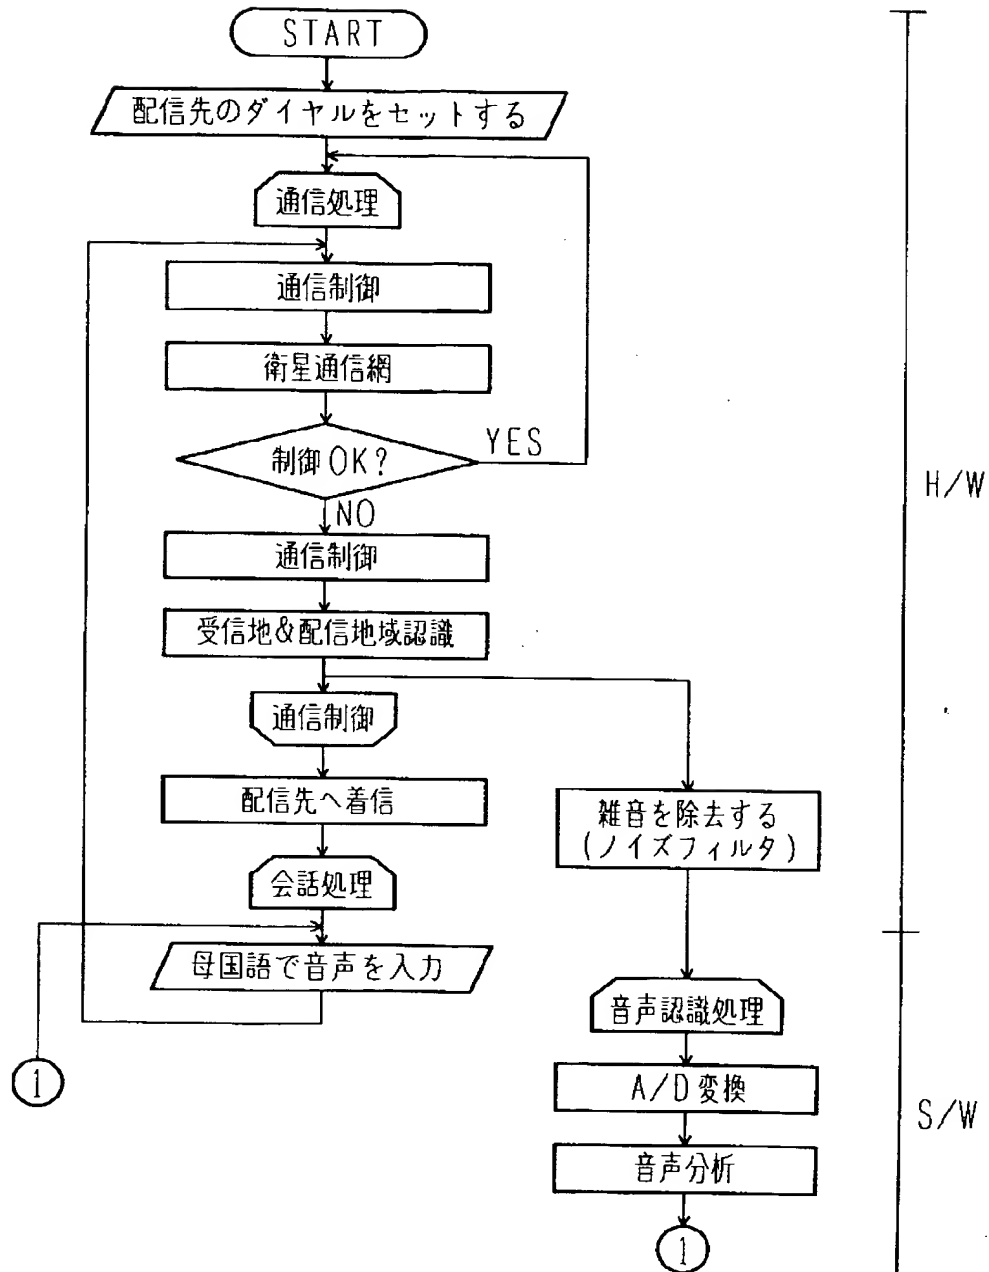 START
配信先のダイヤルをセットする
通信処理
通信制御
衛星通信網
制御OK?
YES
NO
通信制御
受信地&配信地域認識
通信制御
配信先へ着信
会話処理
母国語で音声を入力
①
雑音を除去する
(ノイズフィルタ)
音声認識処理
A/D変換
音声分析
①
H/W
S/W